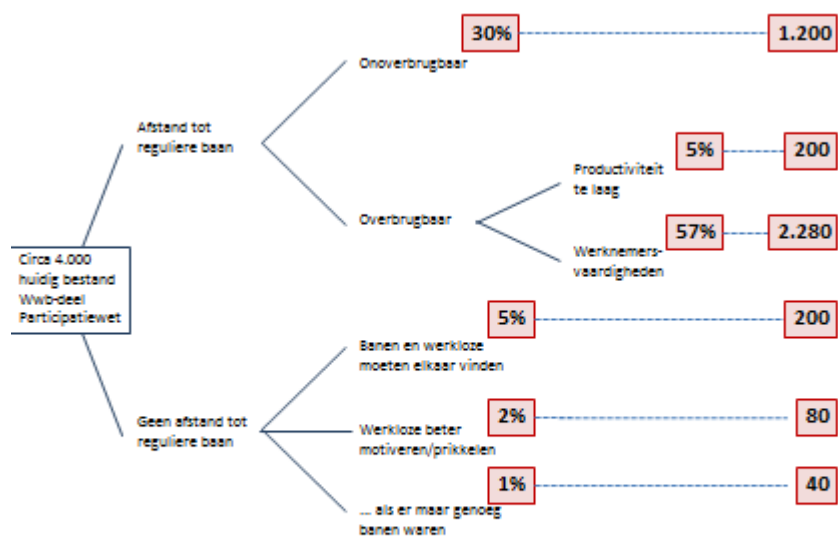 30%
1.200
Onoverbrugbaar
Afstand tot
reguliere baan
5%
200
Productiviteit
te laag
Overbrugbaar
57%
2.280
Werknemers-
vaardigheden
Circa 4.000
huidig bestand
Wwb-deel
Participatiewet
5%
200
Banen en werkloze
moeten elkaar vinden
Geen afstand tot
reguliere baan
2%
80
Werkloze beter
motiveren/prikkelen
1%
40
... als er maar genoeg
banen waren